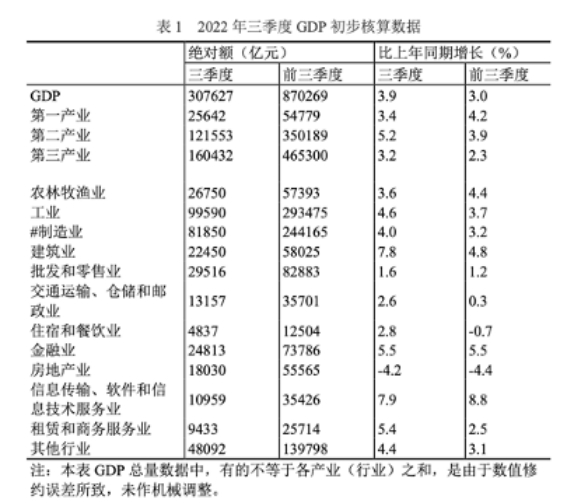 表 1 2022 年三季度 GDP 初步核算数据
绝对额（亿元） 比上年同期增长（%）
三季度 前三季度 三季度 前三季度
GDP 307627 870269 3.9 3.0
第一产业 25642 54779 3.4 4.2
第二产业 121553 350189 5.2 3.9
第三产业 160432 465300 3.2 2.3
农林牧渔业 26750 57393 3.6 4.4
工业 99590 293475 4.6 3.7
#制造业 81850 244165 4.0 3.2
建筑业 22450 58025 7.8 4.8
批发和零售业 29516 82883 1.6 1.2
交通运输、仓储和邮
政业 13157 35701 2.6 0.3
住宿和餐饮业 4837 12504 2.8 -0.7
金融业 24813 73786 5.5 5.5
房地产业 18030 55565 -4.2 -4.4
信息传输、软件和信
息技术服务业 10959 35426 7.9 8.8
租赁和商务服务业 9433 25714 5.4 2.5
其他行业 48092 139798 4.4 3.1
注：本表 GDP 总量数据中，有的不等于各产业（行业）之和，是由于数值修
约误差所致，未作机械调整。